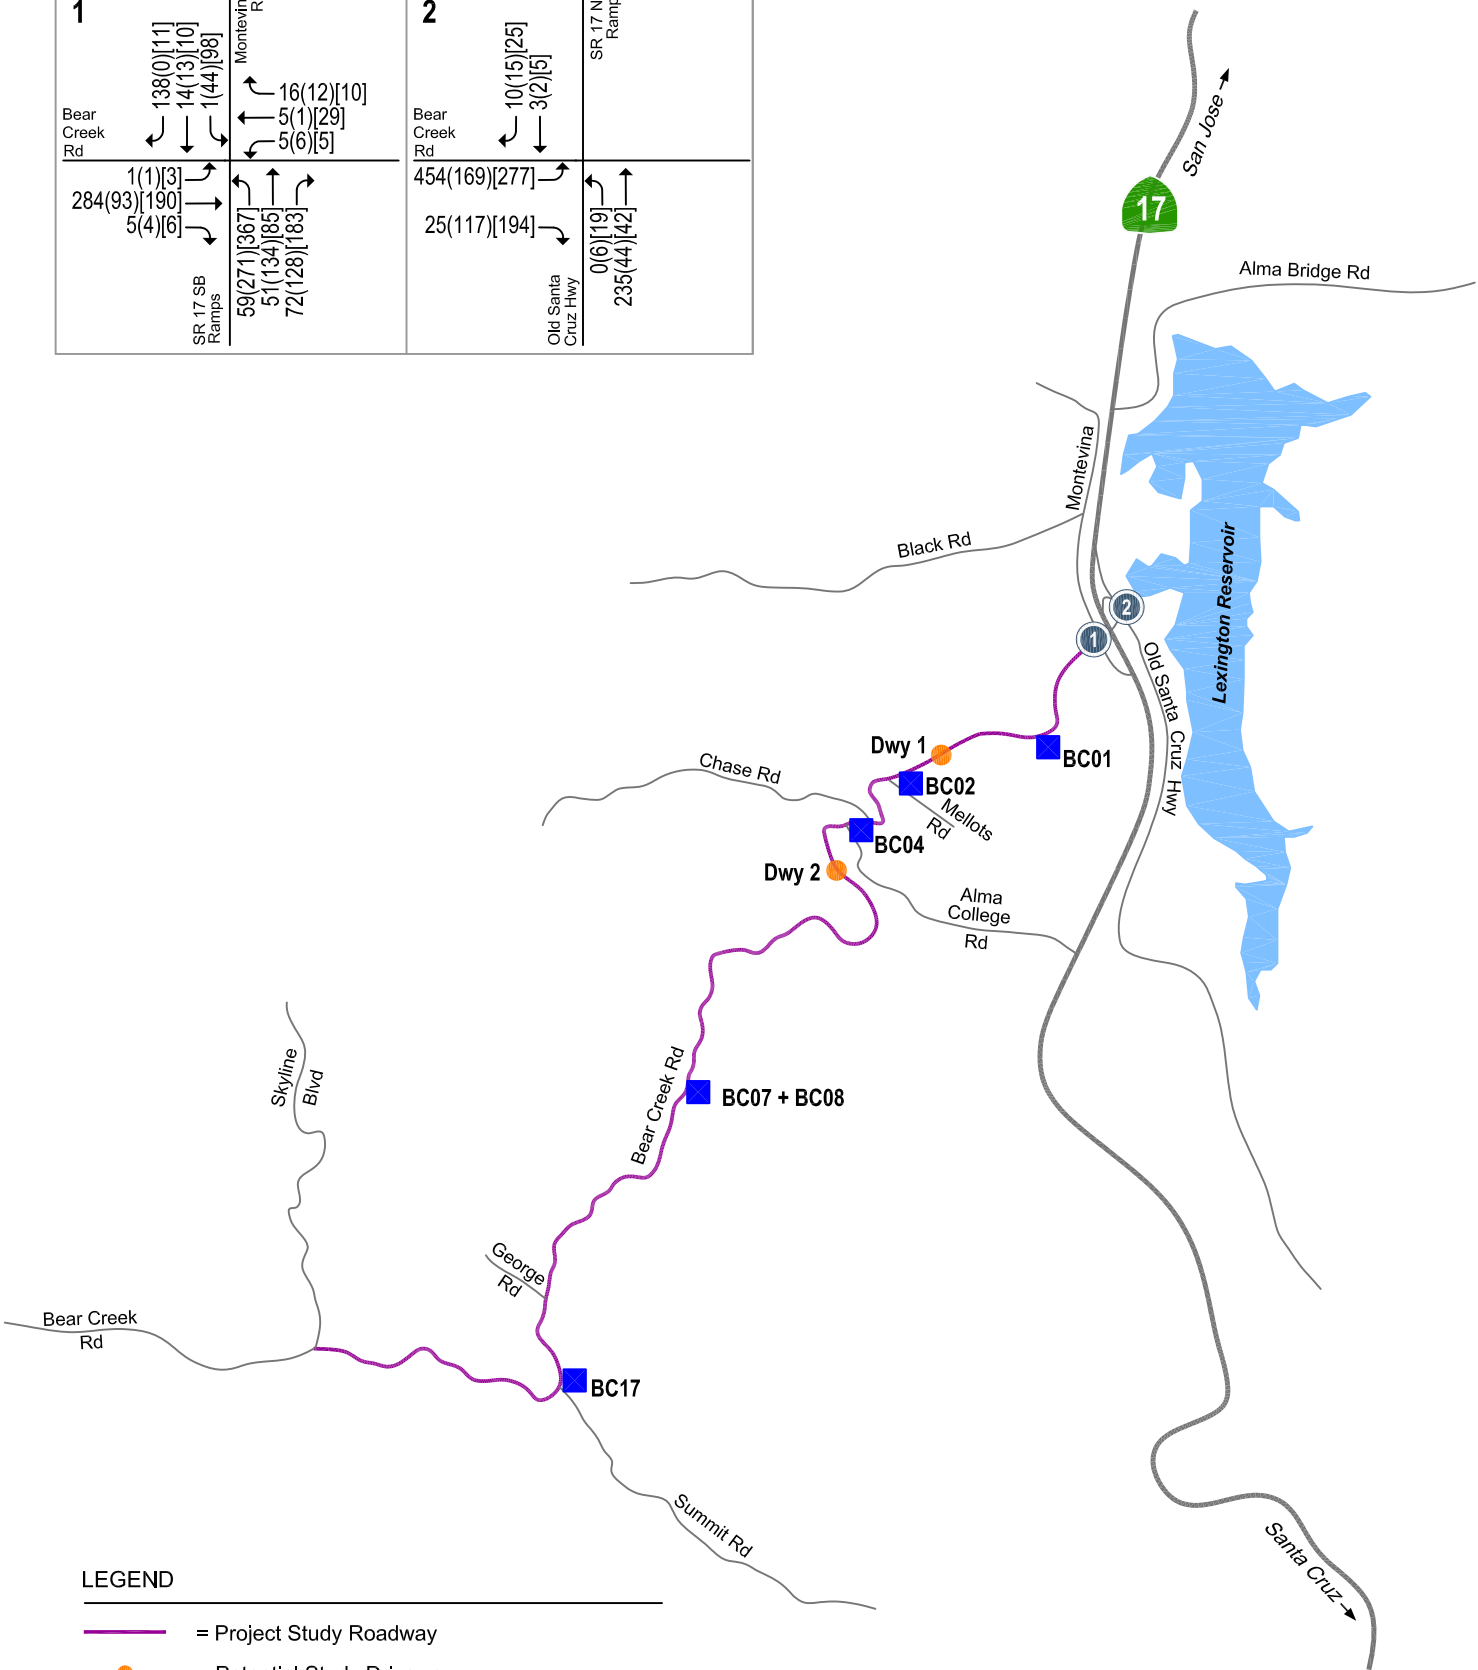 1
138(0)[11]
14(13)[10]
1(44)[98]
16(12)[10]
5(1)[29]
5(6)[5]
Bear
Creek
Rd
1(1)[3]
284(93)[190]
5(4)[6]
59(271)[367]
51(134)[85]
72(128)[183]
SR 17 SB
Ramps
2
10(15)[25]
3(2)[5]
SR 17
Bear
Creek
Rd
454(169)[277]
25(117)[194]
0(6)[19]
235(44)[42]
Old Santa
Cruz Hwy
San Jose
17
Alma Bridge Rd
Montevina
Black Rd
Lexington Reservoir
2
1
Old Santa Cruz Hwy
Dwy 1
BC01
Chase Rd
BC02
Mellots
Rd
BC04
Dwy 2
Alma
College
Rd
Skyline
Blvd
Bear Creek Rd
BC07 + BC08
George
Rd
Bear Creek
Rd
BC17
Summit Rd
Santa Cruz
LEGEND
= Project Study Roadway